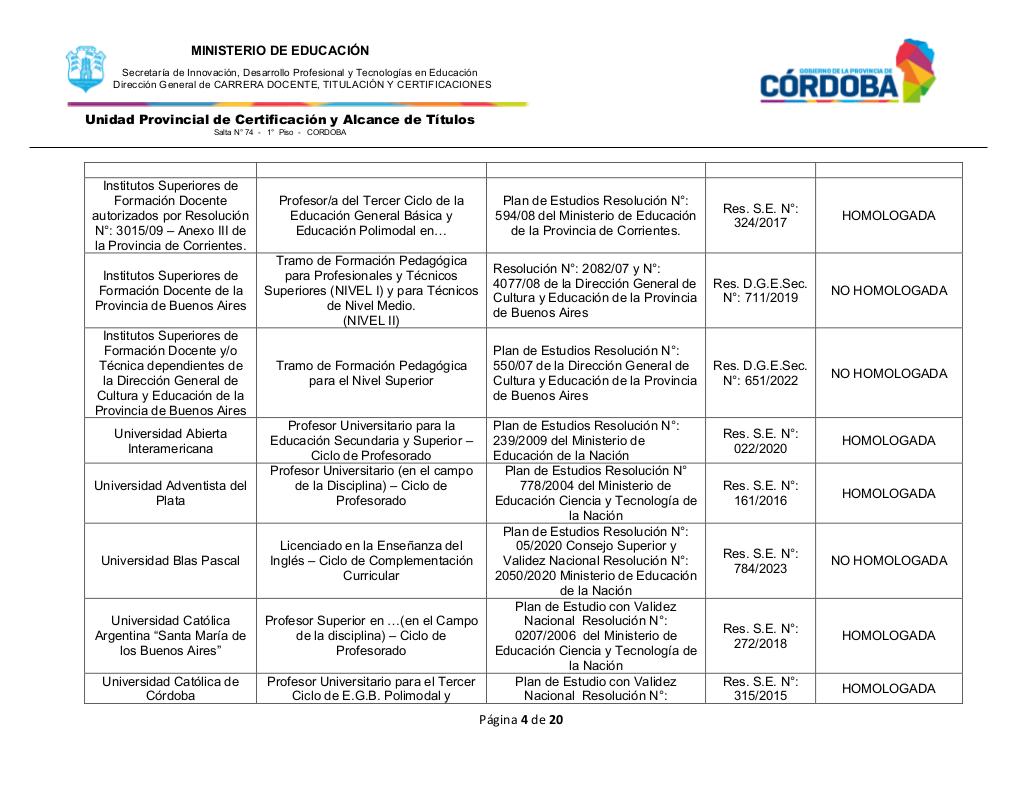 MINISTERIO DE EDUCACIÓN
Secretaría de Innovación, Desarrollo Profesional y Tecnologías en Educación
Dirección General de CARRERA DOCENTE, TITULACIÓN Y CERTIFICACIONES
GOBIERNO DE LA PROVINCIA DE
CÓRDOBA
Unidad Provincial de Certificación y Alcance de Títulos
Salta N° 74 - 1° Piso - CORDOBA
Institutos Superiores de
Formación Docente
autorizados por Resolución
N°: 3015/09 – Anexo III de
la Provincia de Corrientes.
Profesor/a del Tercer Ciclo de la
Educación General Básica y
Educación Polimodal en…
Plan de Estudios Resolución N°:
594/08 del Ministerio de Educación
de la Provincia de Corrientes.
Res. S.E. N°:
324/2017
HOMOLOGADA
Institutos Superiores de
Formación Docente de la
Provincia de Buenos Aires
Tramo de Formación Pedagógica
para Profesionales y Técnicos
Superiores (NIVEL I) y para Técnicos
de Nivel Medio.
(NIVEL II)
Resolución N°: 2082/07 y N°:
4077/08 de la Dirección General de
Cultura y Educación de la Provincia
de Buenos Aires
Res. D.G.E.Sec.
N°: 711/2019
NO HOMOLOGADA
Institutos Superiores de
Formación Docente y/o
Técnica dependientes de
la Dirección General de
Cultura y Educación de la
Provincia de Buenos Aires
Tramo de Formación Pedagógica
para el Nivel Superior
Plan de Estudios Resolución N°:
550/07 de la Dirección General de
Cultura y Educación de la Provincia
de Buenos Aires
Res. D.G.E.Sec.
N°: 651/2022
NO HOMOLOGADA
Universidad Abierta
Interamericana
Profesor Universitario para la
Educación Secundaria y Superior –
Ciclo de Profesorado
Plan de Estudios Resolución N°:
239/2009 del Ministerio de
Educación de la Nación
Res. S.E. N°:
022/2020
HOMOLOGADA
Universidad Adventista del
Plata
Profesor Universitario (en el campo
de la Disciplina) – Ciclo de
Profesorado
Plan de Estudios Resolución N°
778/2004 del Ministerio de
Educación Ciencia y Tecnología de
la Nación
Res. S.E. N°:
161/2016
HOMOLOGADA
Universidad Blas Pascal
Licenciado en la Enseñanza del
Inglés – Ciclo de Complementación
Curricular
Plan de Estudios Resolución N°:
05/2020 Consejo Superior y
Validez Nacional Resolución N°:
2050/2020 Ministerio de Educación
de la Nación
Res. S.E. N°:
784/2023
NO HOMOLOGADA
Universidad Católica
Argentina “Santa María de
los Buenos Aires”
Profesor Superior en …(en el Campo
de la disciplina) – Ciclo de
Profesorado
Plan de Estudio con Validez
Nacional Resolución N°:
0207/2006 del Ministerio de
Educación Ciencia y Tecnología de
la Nación
Res. S.E. N°:
272/2018
HOMOLOGADA
Universidad Católica de
Córdoba
Profesor Universitario para el Tercer
Ciclo de E.G.B. Polimodal y
Plan de Estudio con Validez
Nacional Resolución N°:
Res. S.E. N°:
315/2015
HOMOLOGADA
Página 4 de 20